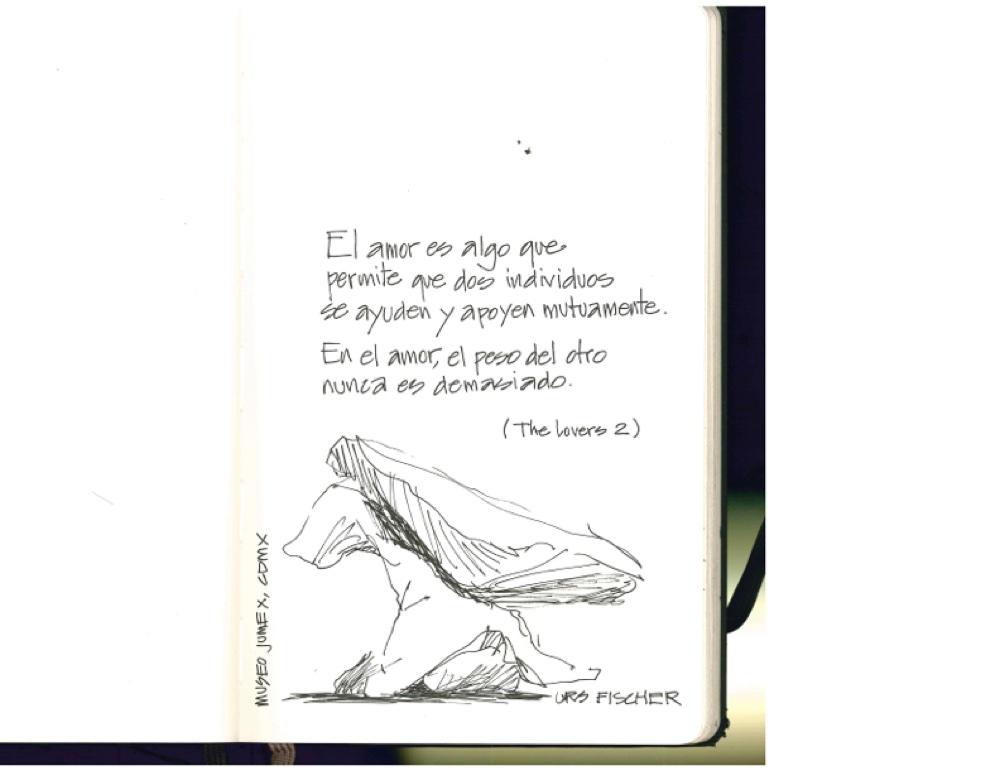 El amor es algo que
permite que dos individuos
se ayuden y apoyen mutuamente.
En el amor, el peso del otro
nunca es demasiado.
(The Lovers 2)
MUSEO JUMEX, CDMX
URS FISCHER